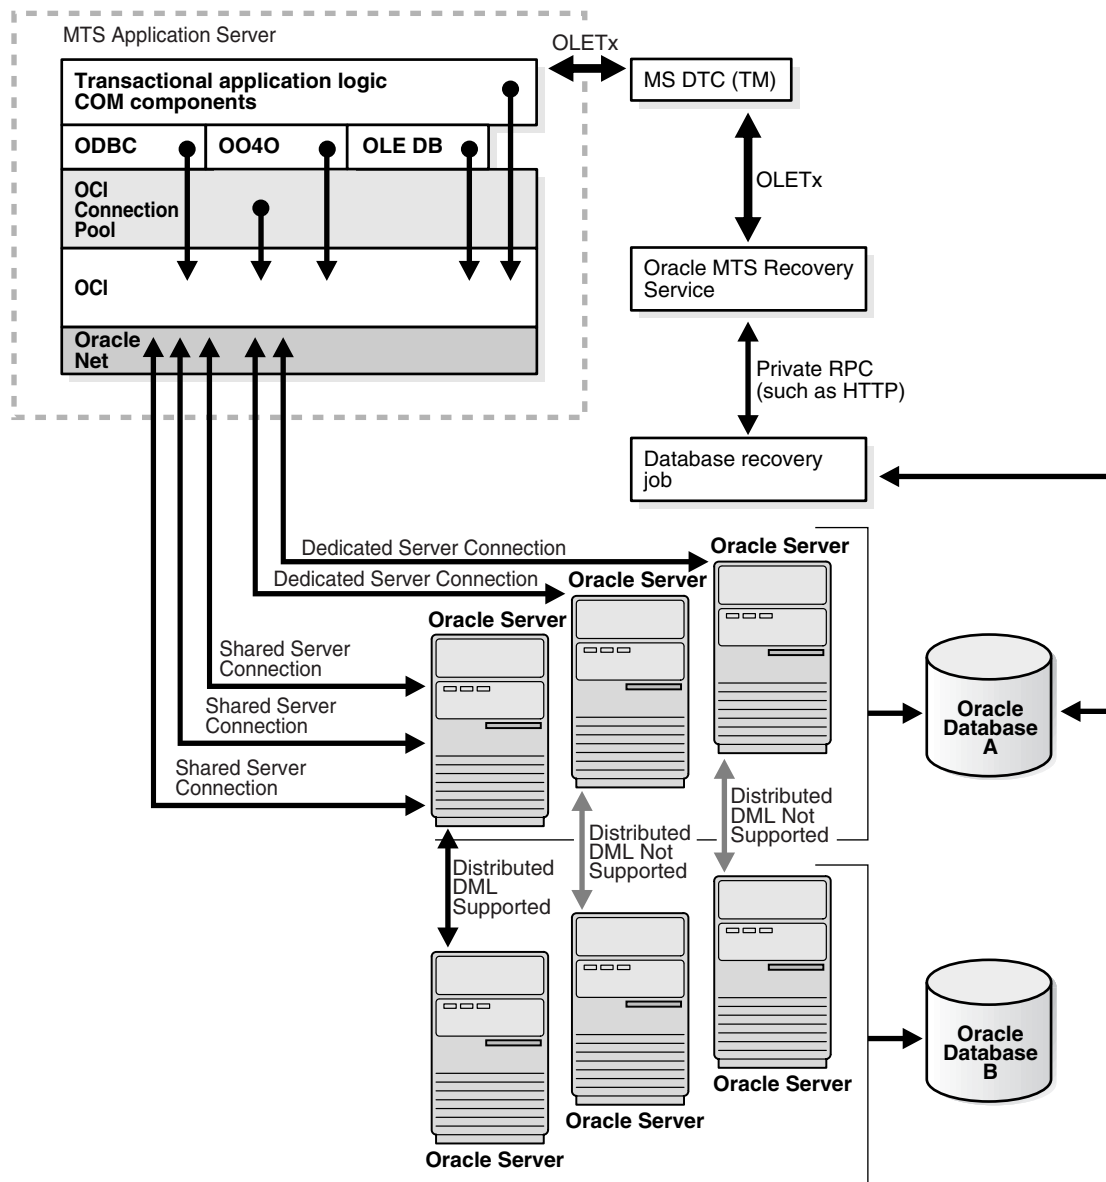 MTS Application Server
OLETx
Transactional application logic
COM components
MS DTC (TM)
ODBC
OO4O
OLE DB
OLETx
OCI
Connection
Pool
Oracle MTS Recovery
Service
OCI
Oracle
Net
Private RPC
(such as HTTP)
Database recovery
job
Dedicated Server Connection
Oracle Server
Dedicated Server Connection
Oracle Server
Oracle Server
Shared Server
Connection
Shared Server
Connection
Shared Server
Connection
Oracle
Database
A
Distributed
DML Not
Supported
Distributed
DML Not
Supported
Distributed
DML
Supported
Oracle
Database
B
Oracle Server
Oracle Server
Oracle Server